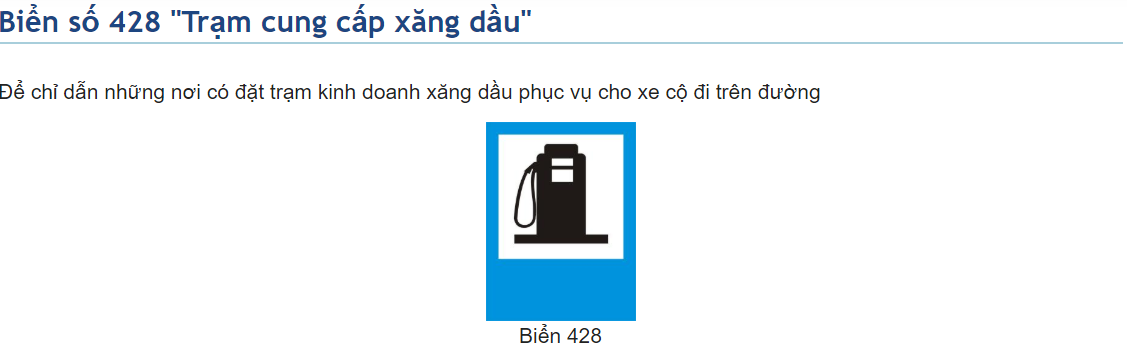 Biển số 428 "Trạm cung cấp xăng dầu"
Để chỉ dẫn những nơi có đặt trạm kinh doanh xăng dầu phục vụ cho xe cộ đi trên đường
Biển 428